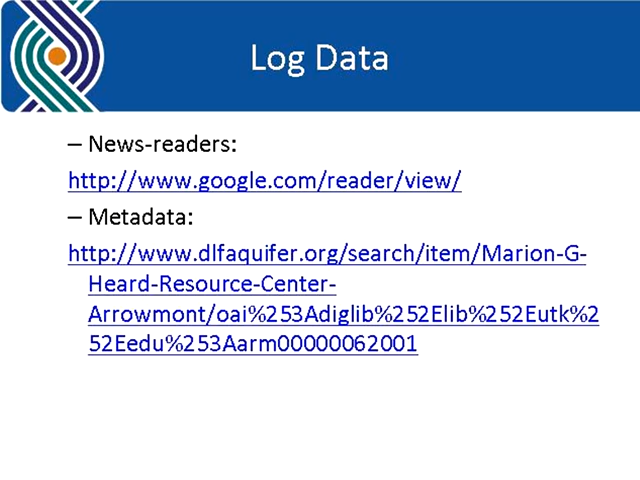 Log Data
– News-readers:
http://www.google.com/reader/view/
– Metadata:
http://www.dlfaquifer.org/search/item/Marion-G-
Heard-Resource-Center-
Arrowmont/oai%253Adiglib%252Elib%252Eutk%2
52Eedu%253Aarm00000062001